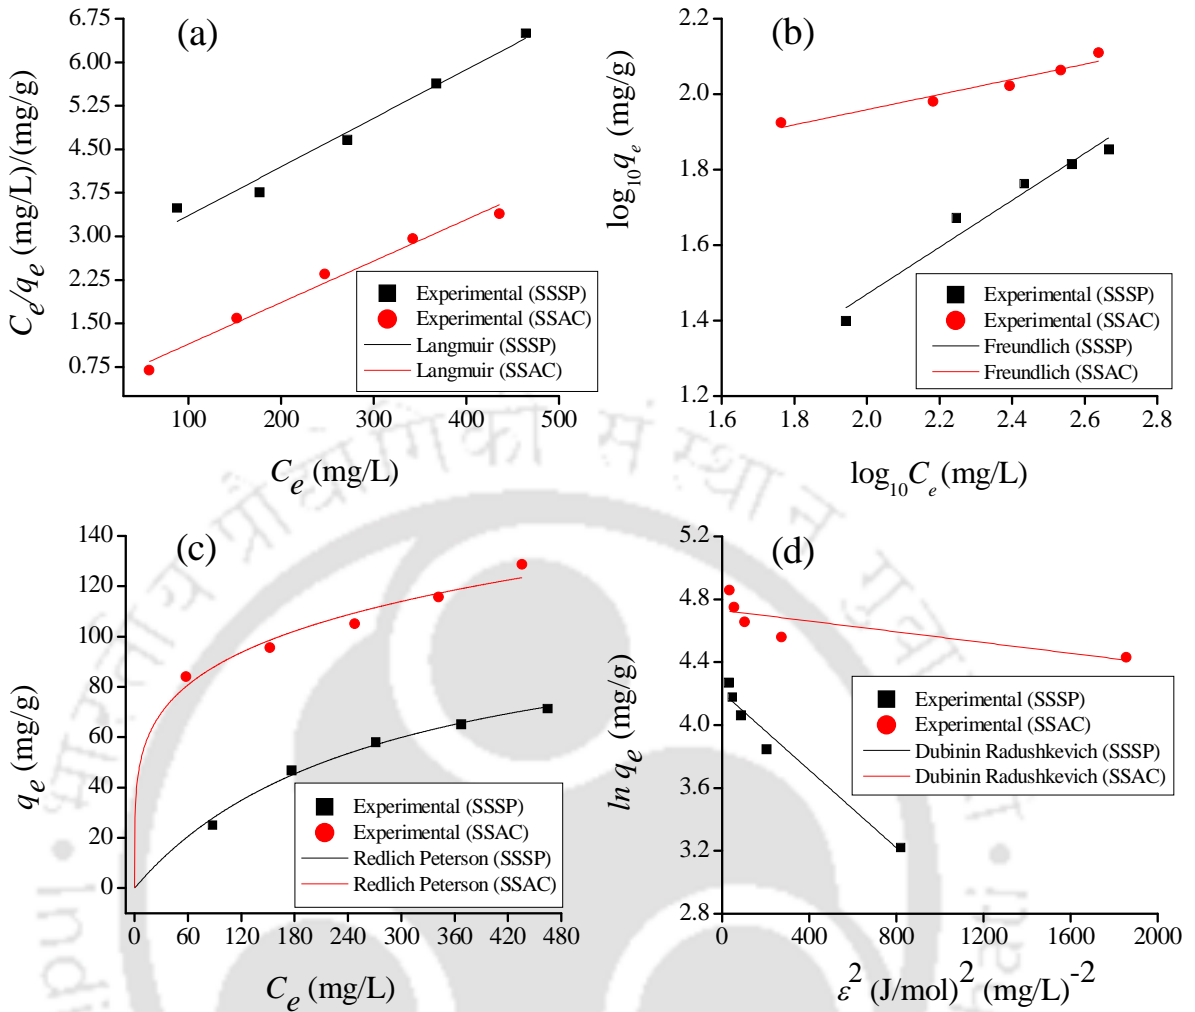 (a)
6.75
6.00
5.25
4.50
3.75
3.00
2.25
1.50
0.75
C_e/q_e (mg/L)/(mg/g)
Experimental (SSSP)
Experimental (SSAC)
Langmuir (SSSP)
Langmuir (SSAC)
100 200 300 400 500
C_e (mg/L)
(b)
2.2
2.0
1.8
1.6
1.4
1.2
log₁₀q_e (mg/g)
Experimental (SSSP)
Experimental (SSAC)
Freundlich (SSSP)
Freundlich (SSAC)
1.6 1.8 2.0 2.2 2.4 2.6 2.8
log₁₀C_e (mg/L)
(c)
140
120
100
80
60
40
20
0
q_e (mg/g)
Experimental (SSSP)
Experimental (SSAC)
Redlich Peterson (SSSP)
Redlich Peterson (SSAC)
0 60 120 180 240 300 360 420 480
C_e (mg/L)
(d)
5.2
4.8
4.4
4.0
3.6
3.2
2.8
ln q_e (mg/g)
Experimental (SSSP)
Experimental (SSAC)
Dubinin Radushkevich (SSSP)
Dubinin Radushkevich (SSAC)
0 400 800 1200 1600 2000
ε² (J/mol)² (mg/L)⁻²